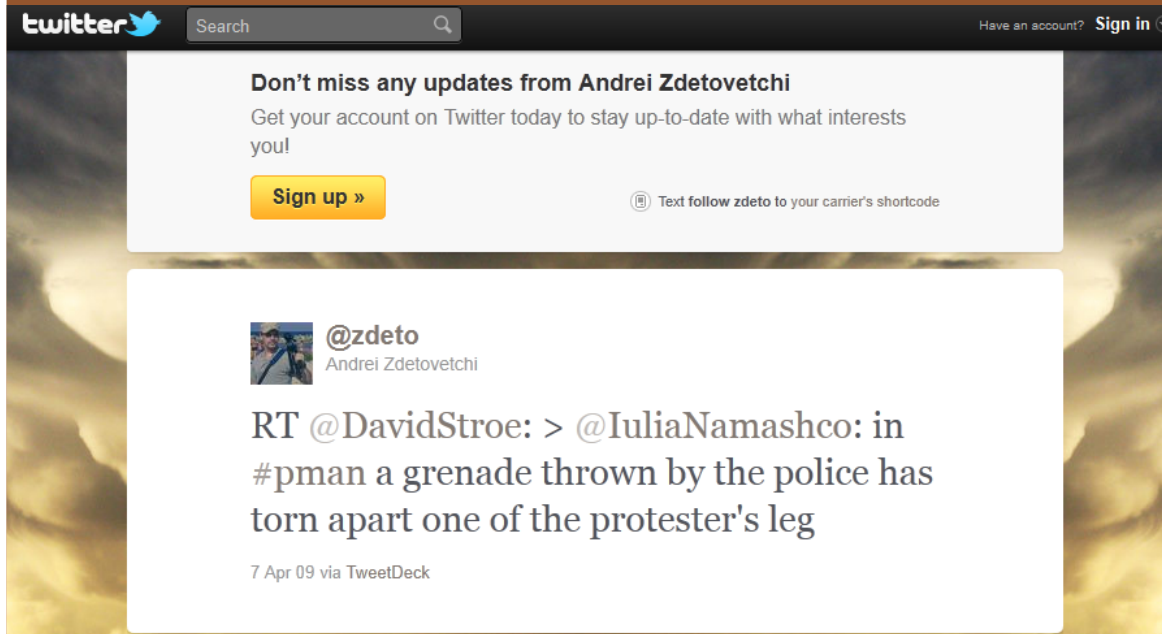 twitter
Search
Have an account? Sign in
Don't miss any updates from Andrei Zdetovetchi
Get your account on Twitter today to stay up-to-date with what interests
you!
Sign up »
Text follow zdeto to your carrier's shortcode
@zdeto
Andrei Zdetovetchi
RT @DavidStroe: > @IuliaNamashco: in
#pman a grenade thrown by the police has
torn apart one of the protester's leg
7 Apr 09 via TweetDeck